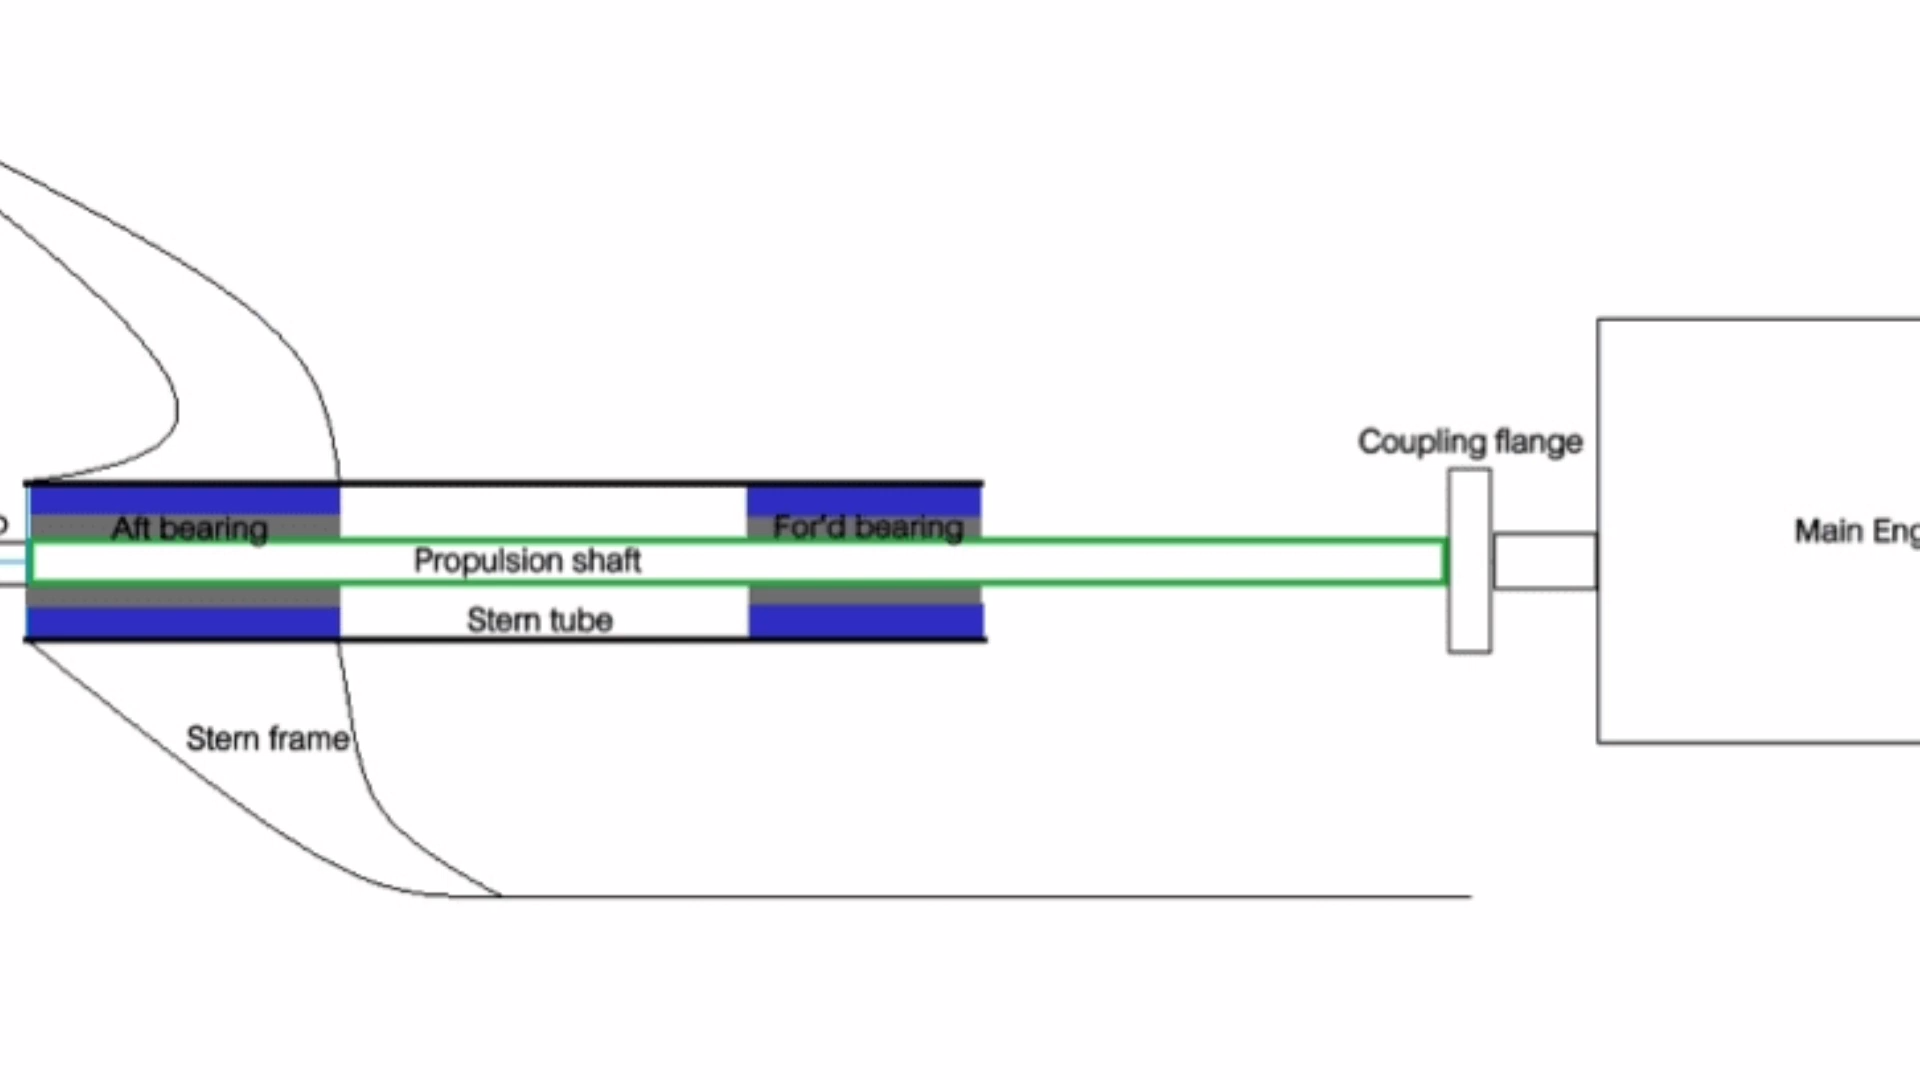 Coupling flange
Aft bearing
For'd bearing
Main Eng
Propulsion shaft
Stern tube
Stern frame